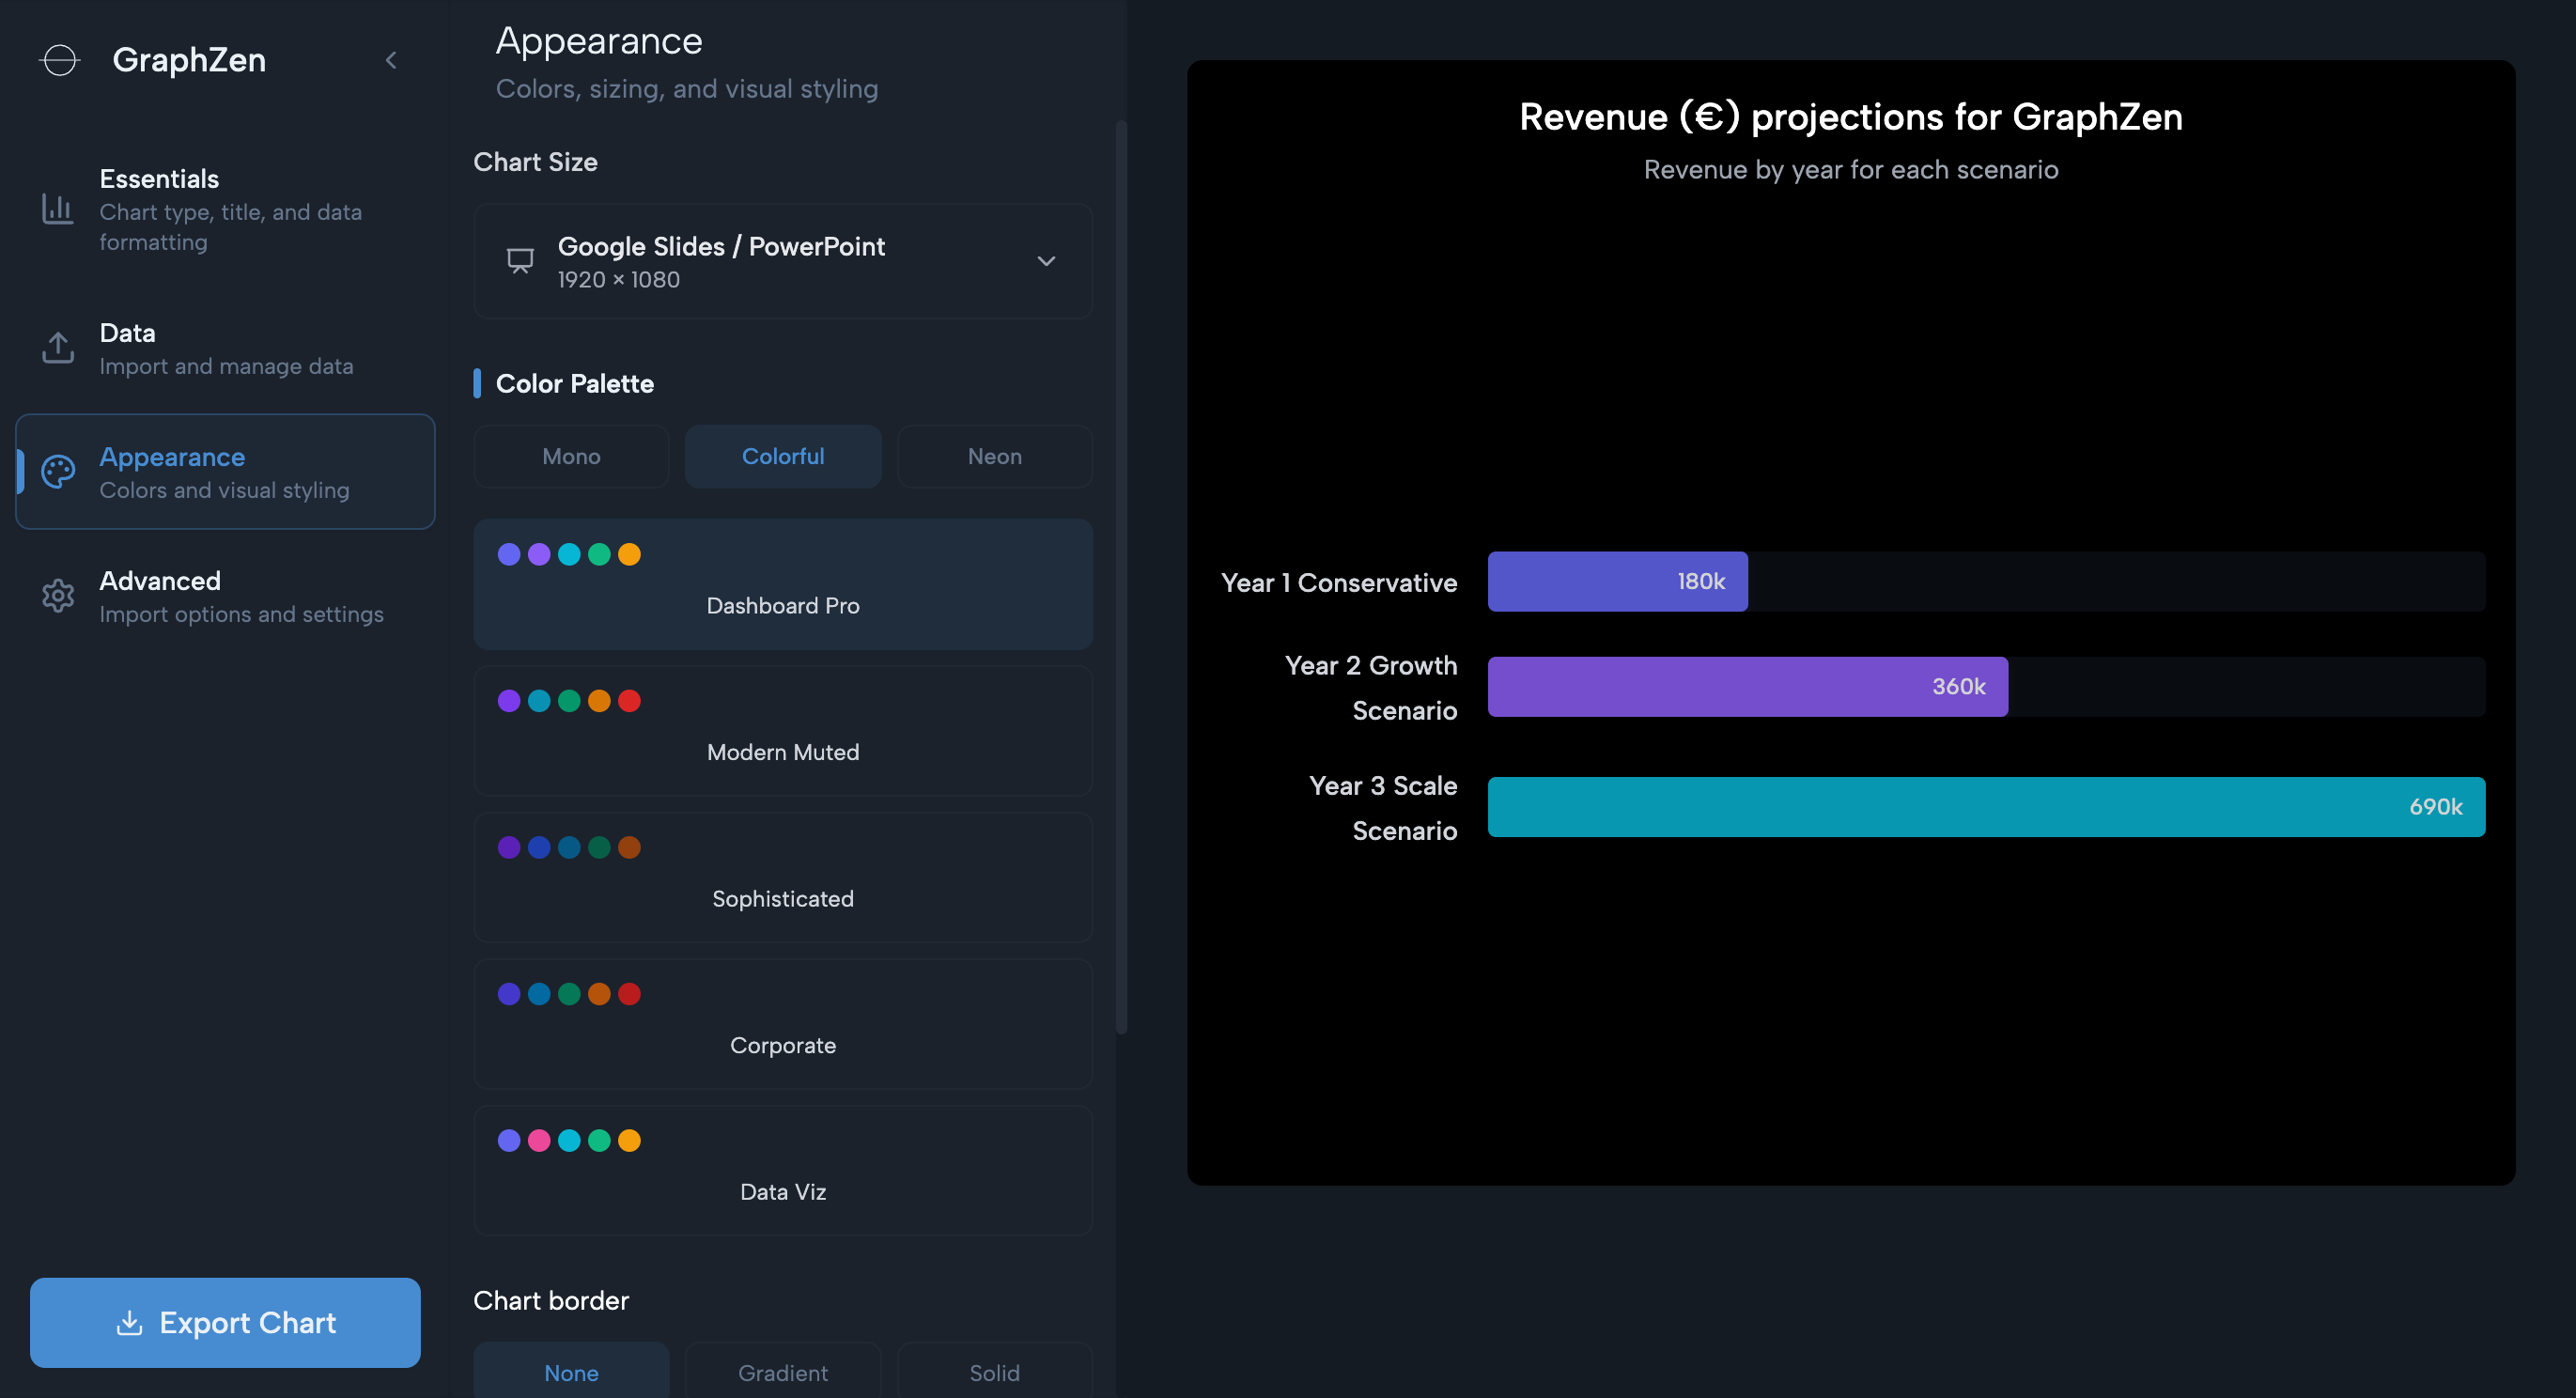 GraphZen
Essentials
Chart type, title, and data
formatting
Data
Import and manage data
Appearance
Colors and visual styling
Advanced
Import options and settings
Export Chart
Appearance
Colors, sizing, and visual styling
Chart Size
Google Slides / PowerPoint
1920 × 1080
Color Palette
Mono
Colorful
Neon
Dashboard Pro
Modern Muted
Sophisticated
Corporate
Data Viz
Chart border
None
Gradient
Solid
Revenue (€) projections for GraphZen
Revenue by year for each scenario
Year 1 Conservative
180k
Year 2 Growth
Scenario
360k
Year 3 Scale
Scenario
690k